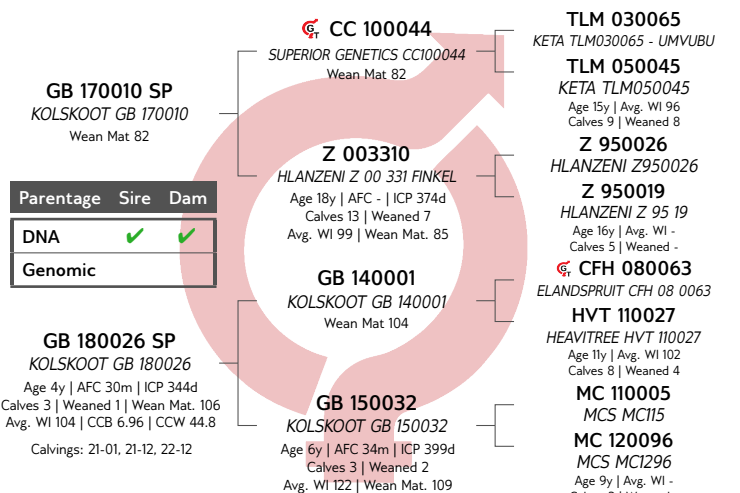 GB 170010 SP
KOLSKOOT GB 170010
Wean Mat 82
Parentage Sire Dam
DNA ✔ ✔
Genomic
GB 180026 SP
KOLSKOOT GB 180026
Age 4y | AFC 30m | ICP 344d
Calves 3 | Weaned 1 | Wean Mat. 106
Avg. WI 104 | CCB 6.96 | CCW 44.8
Calvings: 21-01, 21-12, 22-12
GT CC 100044
SUPERIOR GENETICS CC100044
Wean Mat 82
Z 003310
HLANZENI Z 00 331 FINKEL
Age 18y | AFC - | ICP 374d
Calves 13 | Weaned 7
Avg. WI 99 | Wean Mat. 85
GB 140001
KOLSKOOT GB 140001
Wean Mat 104
GB 150032
KOLSKOOT GB 150032
Age 6y | AFC 34m | ICP 399d
Calves 3 | Weaned 2
Avg. WI 122 | Wean Mat. 109
TLM 030065
KETA TLM030065 - UMVUBU
TLM 050045
KETA TLM050045
Age 15y | Avg. WI 96
Calves 9 | Weaned 8
Z 950026
HLANZENI Z950026
Z 950019
HLANZENI Z 95 19
Age 16y | Avg. WI -
Calves 5 | Weaned -
GT CFH 080063
ELANDSPRUIT CFH 08 0063
HVT 110027
HEAVITREE HVT 110027
Age 11y | Avg. WI 102
Calves 8 | Weaned 4
MC 110005
MCS MC115
MC 120096
MCS MC1296
Age 9y | Avg. WI -